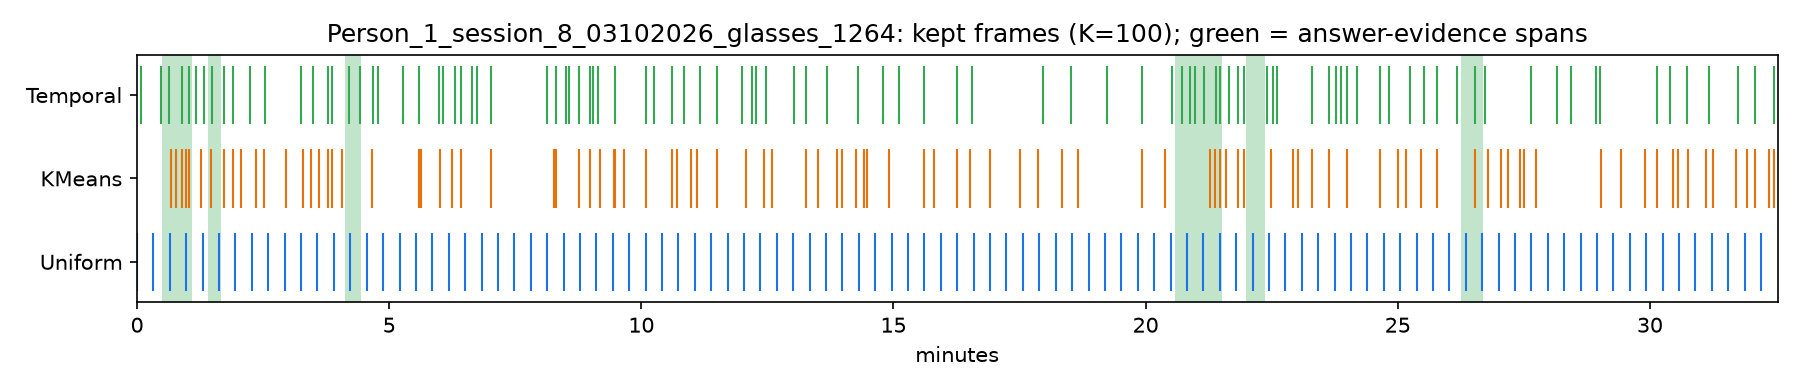 Person_1_session_8_03102026_glasses_1264: kept frames (K=100); green = answer-evidence spans
Temporal
KMeans
Uniform
0 5 10 15 20 25 30
minutes